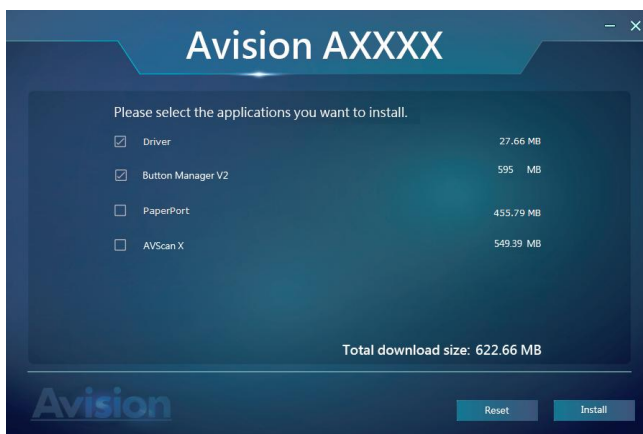 Avision AXXXX
Please select the applications you want to install.
Driver 27.66 MB
Button Manager V2 595 MB
PaperPort 455.79 MB
AVScan X 549.39 MB
Total download size: 622.66 MB
Avision
Reset Install